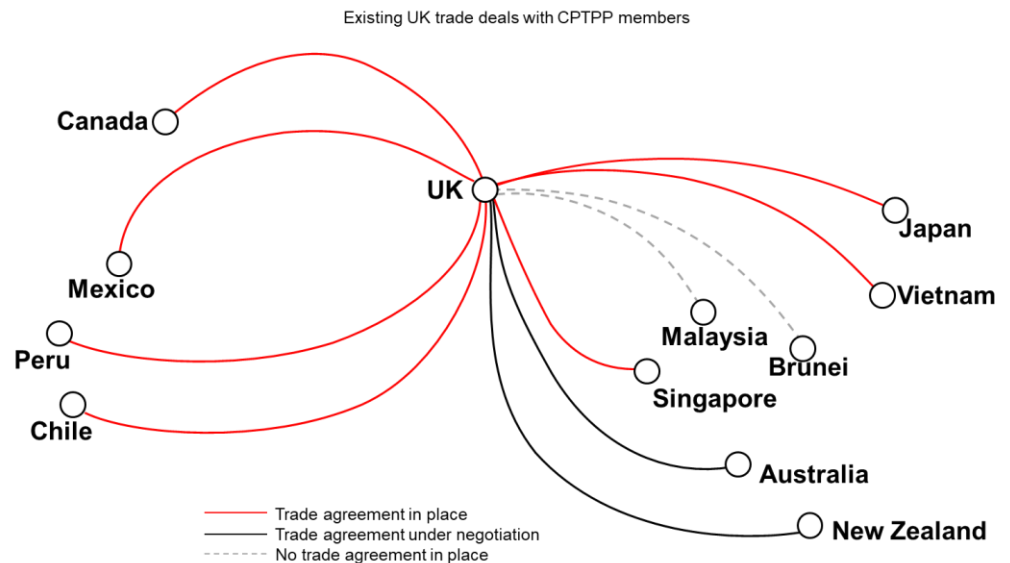 Existing UK trade deals with CPTPP members
Canada
UK
Japan
Mexico
Vietnam
Malaysia
Peru
Brunei
Singapore
Chile
Australia
New Zealand
Trade agreement in place
Trade agreement under negotiation
No trade agreement in place